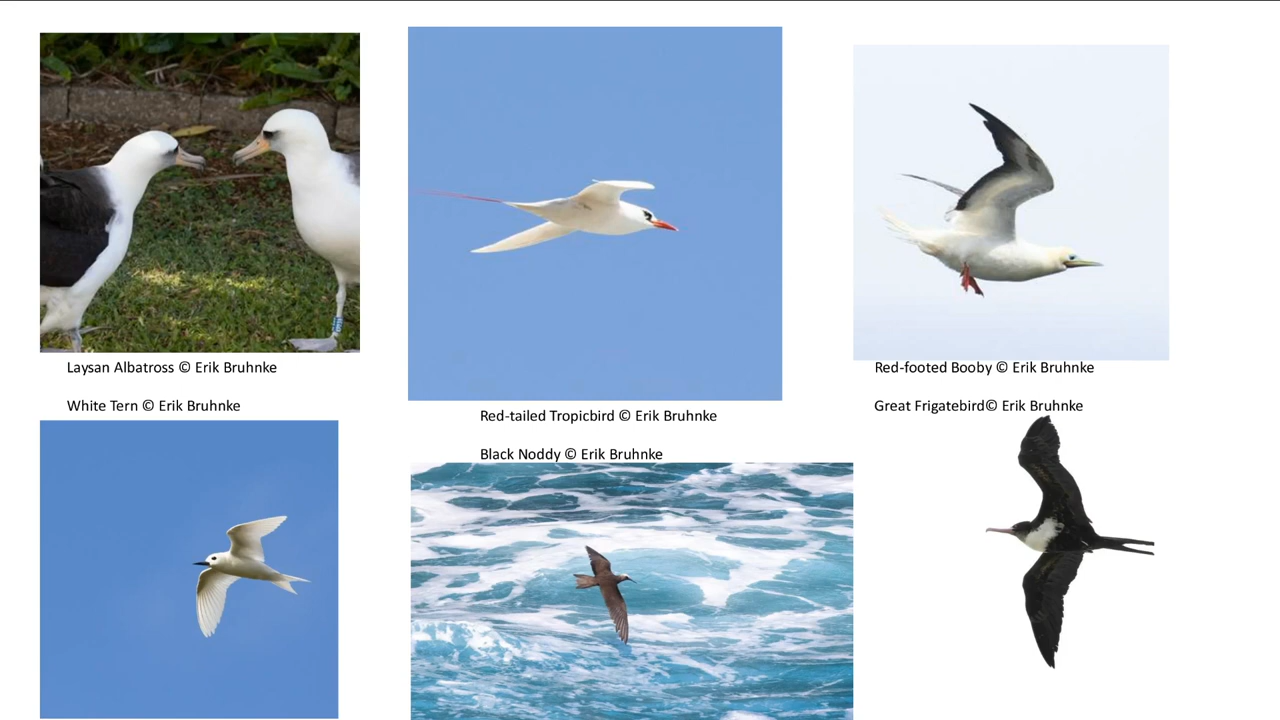 Laysan Albatross © Erik Bruhnke
White Tern © Erik Bruhnke
Red-tailed Tropicbird © Erik Bruhnke
Black Noddy © Erik Bruhnke
Red-footed Booby © Erik Bruhnke
Great Frigatebird© Erik Bruhnke